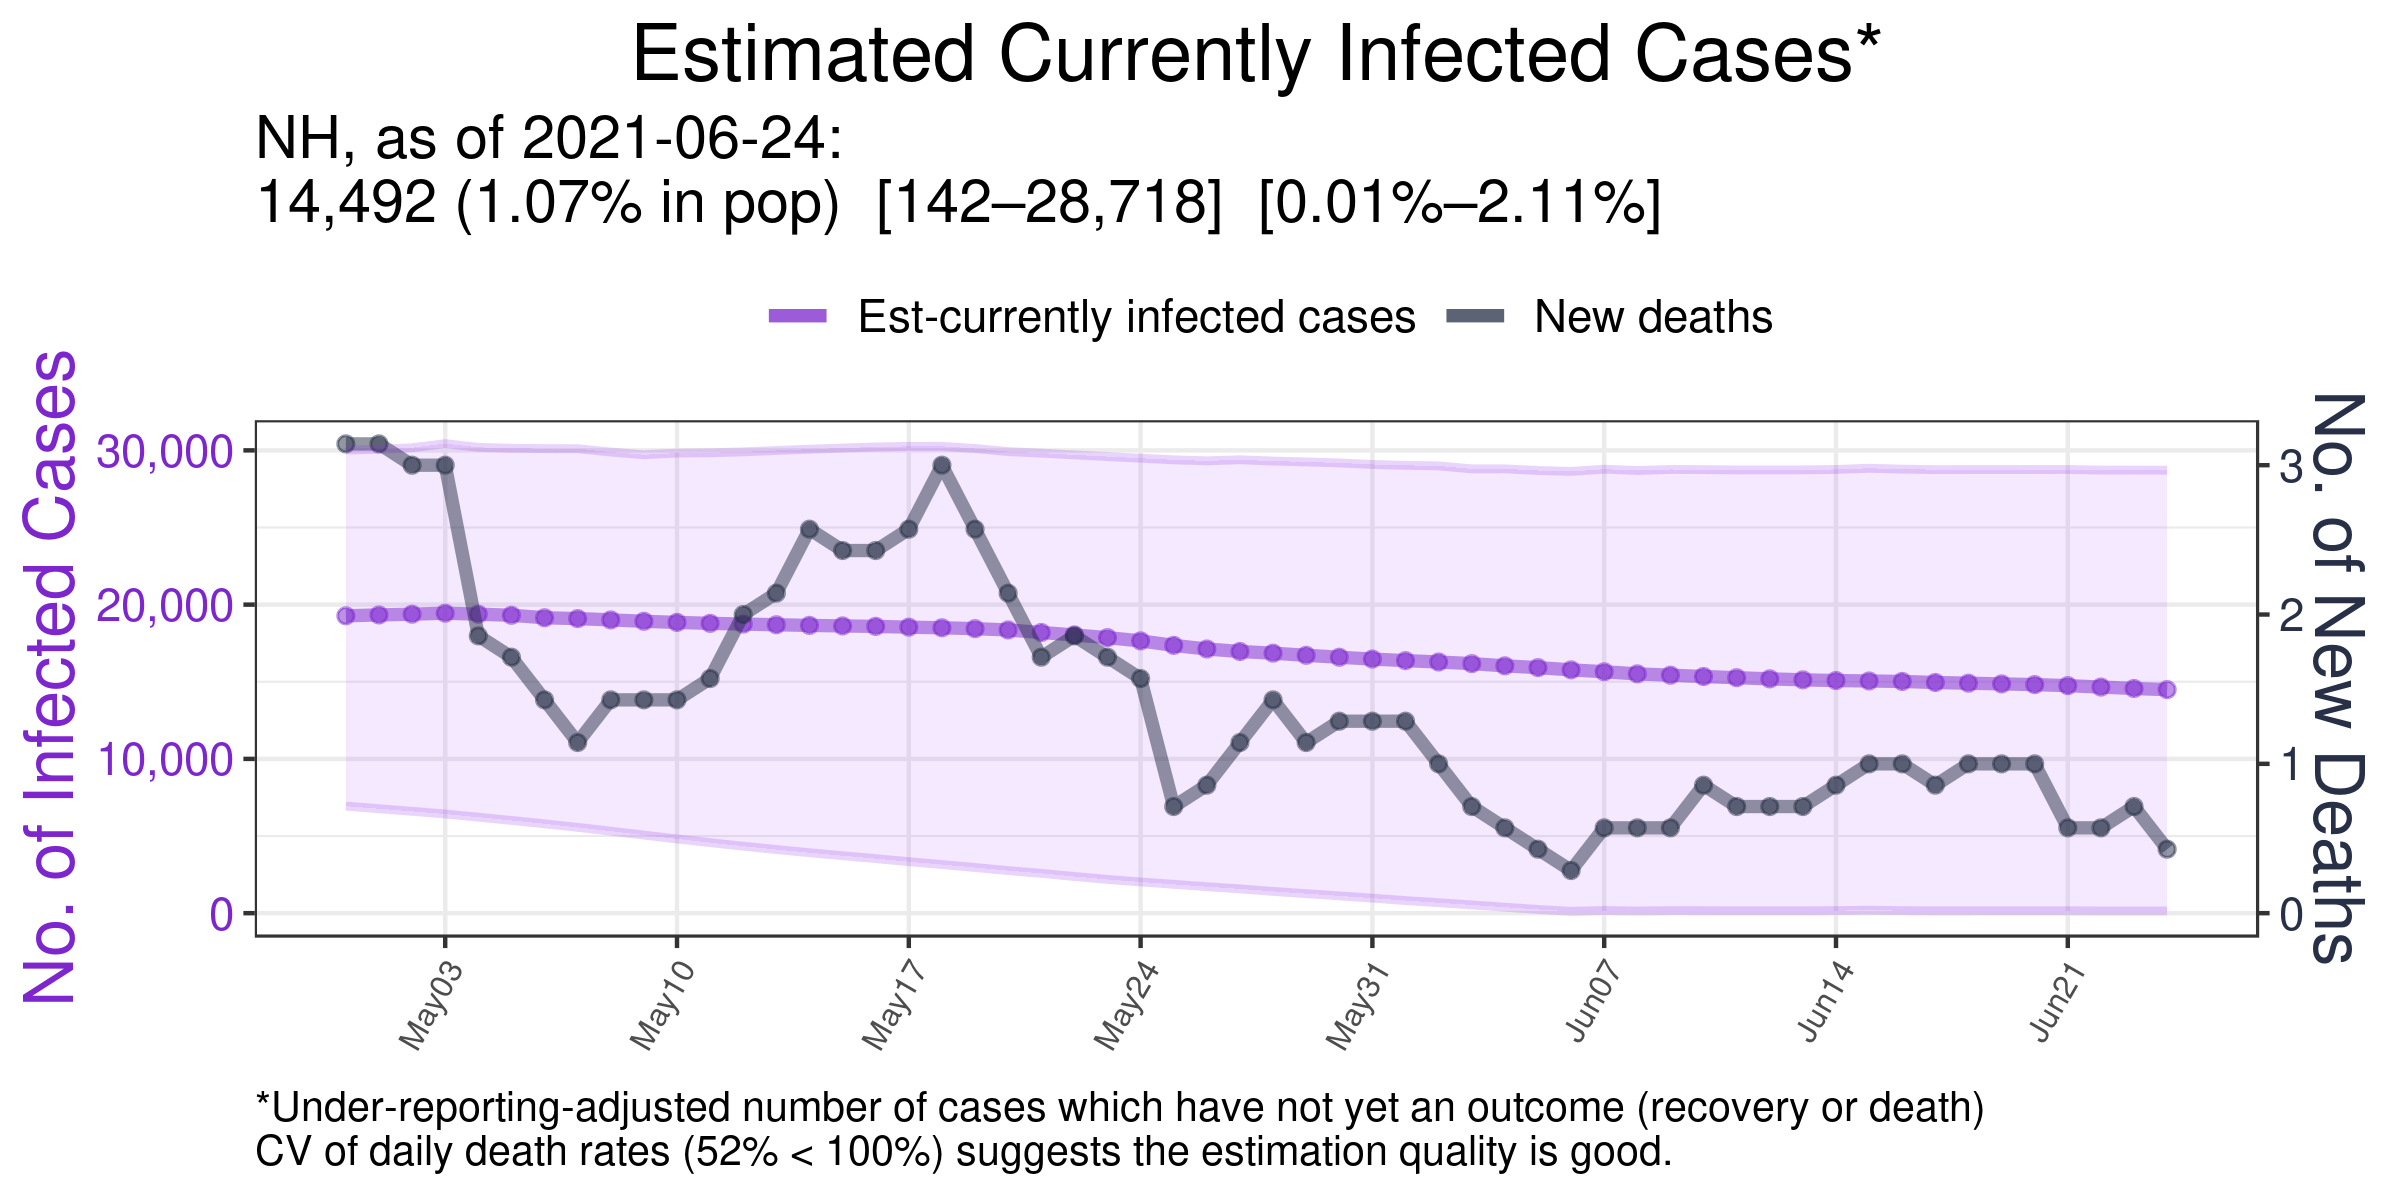 Estimated Currently Infected Cases*
NH, as of 2021-06-24:
14,492 (1.07% in pop)  [142–28,718]  [0.01%–2.11%]
Est-currently infected cases
New deaths
No. of Infected Cases
30,000
20,000
10,000
0
3
2
1
0
No. of New Deaths
May03
May10
May17
May24
May31
Jun07
Jun14
Jun21
*Under-reporting-adjusted number of cases which have not yet an outcome (recovery or death)
CV of daily death rates (52% < 100%) suggests the estimation quality is good.